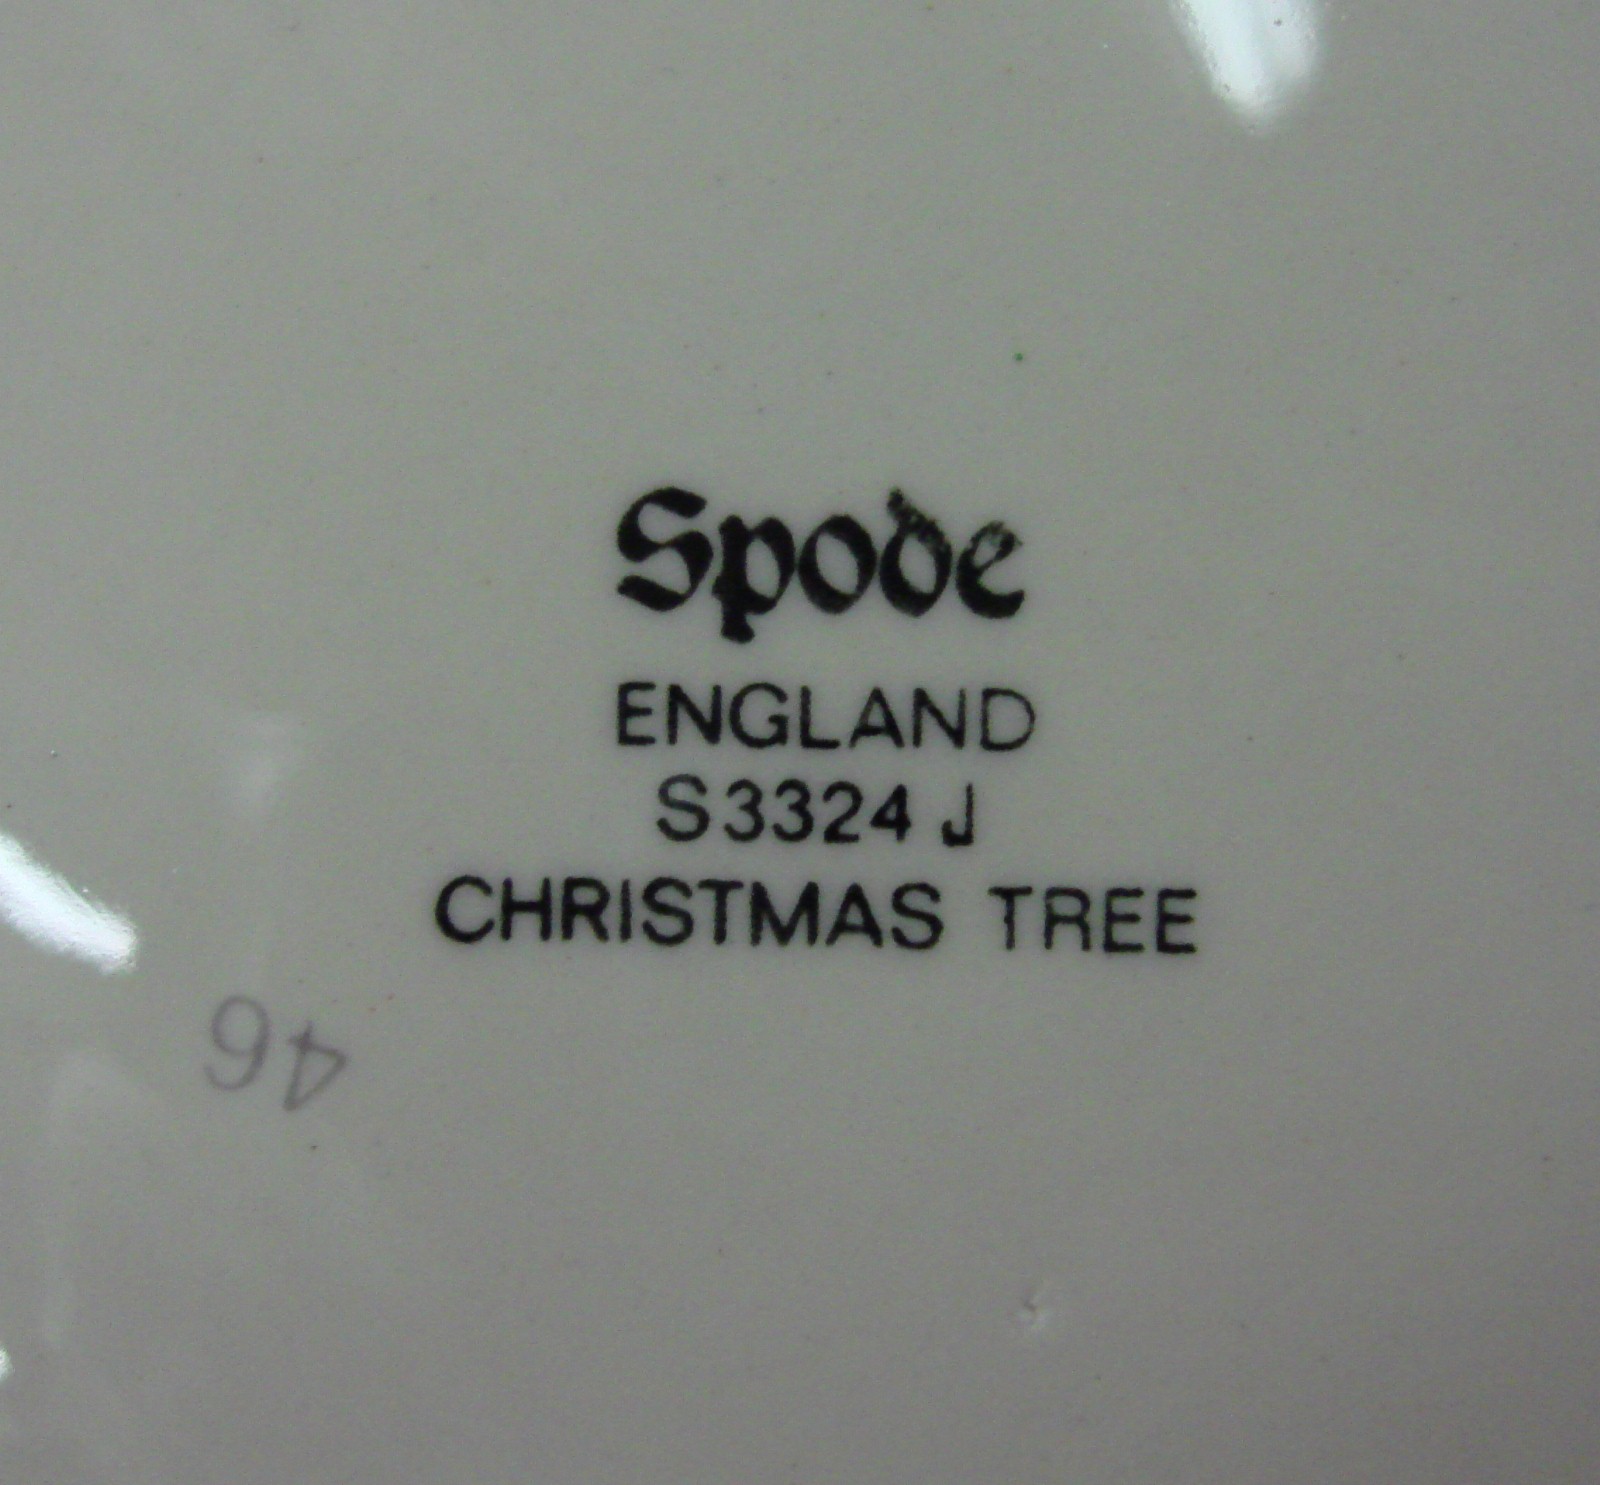 Spode
ENGLAND
S3324 J
CHRISTMAS TREE
46